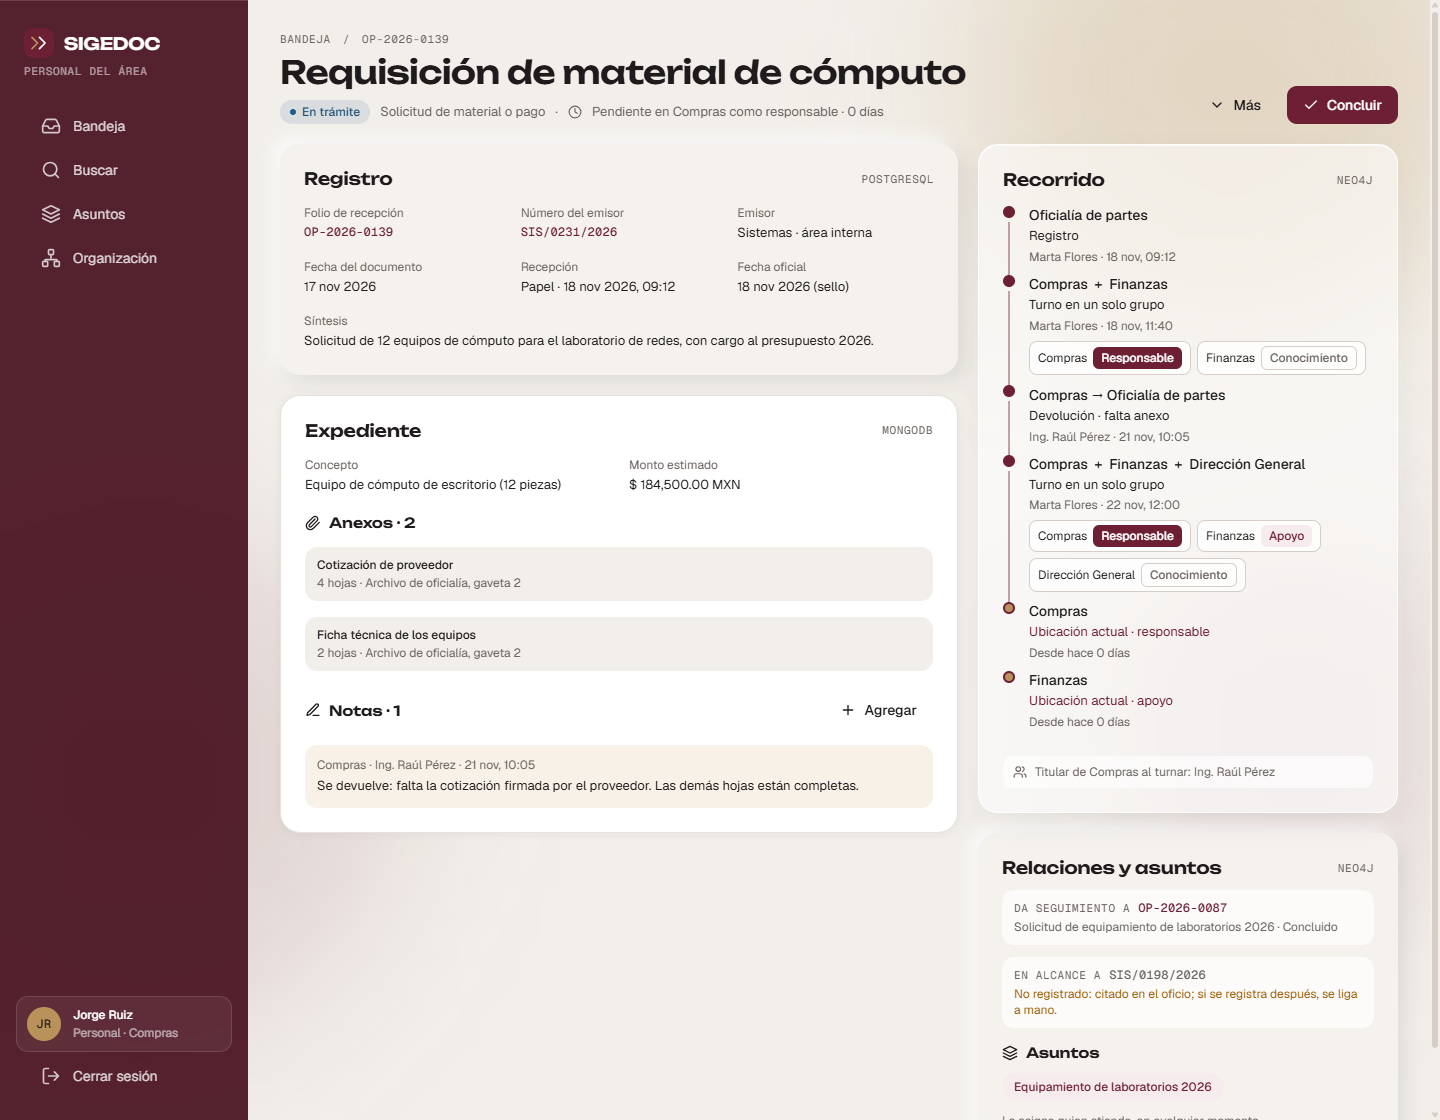 SIGEDOC
PERSONAL DEL ÁREA
Bandeja
Buscar
Asuntos
Organización
JR
Jorge Ruiz
Personal · Compras
Cerrar sesión
BANDEJA / OP-2026-0139
Requisición de material de cómputo
En trámite
Solicitud de material o pago · Pendiente en Compras como responsable · 0 días
Más
Concluir
Registro
POSTGRESQL
Folio de recepción
OP-2026-0139
Número del emisor
SIS/0231/2026
Emisor
Sistemas · área interna
Fecha del documento
17 nov 2026
Recepción
Papel · 18 nov 2026, 09:12
Fecha oficial
18 nov 2026 (sello)
Síntesis
Solicitud de 12 equipos de cómputo para el laboratorio de redes, con cargo al presupuesto 2026.
Expediente
MONGODB
Concepto
Equipo de cómputo de escritorio (12 piezas)
Monto estimado
$ 184,500.00 MXN
Anexos · 2
Cotización de proveedor
4 hojas · Archivo de oficialía, gaveta 2
Ficha técnica de los equipos
2 hojas · Archivo de oficialía, gaveta 2
Notas · 1
Agregar
Compras · Ing. Raúl Pérez · 21 nov, 10:05
Se devuelve: falta la cotización firmada por el proveedor. Las demás hojas están completas.
Recorrido
NEO4J
Oficialía de partes
Registro
Marta Flores · 18 nov, 09:12
Compras + Finanzas
Turno en un solo grupo
Marta Flores · 18 nov, 11:40
Compras Responsable Finanzas Conocimiento
Compras → Oficialía de partes
Devolución · falta anexo
Ing. Raúl Pérez · 21 nov, 10:05
Compras + Finanzas + Dirección General
Turno en un solo grupo
Marta Flores · 22 nov, 12:00
Compras Responsable Finanzas Apoyo
Dirección General Conocimiento
Compras
Ubicación actual · responsable
Desde hace 0 días
Finanzas
Ubicación actual · apoyo
Desde hace 0 días
Titular de Compras al turnar: Ing. Raúl Pérez
Relaciones y asuntos
NEO4J
DA SEGUIMIENTO A OP-2026-0087
Solicitud de equipamiento de laboratorios 2026 · Concluido
EN ALCANCE A SIS/0198/2026
No registrado: citado en el oficio; si se registra después, se liga
a mano.
Asuntos
Equipamiento de laboratorios 2026